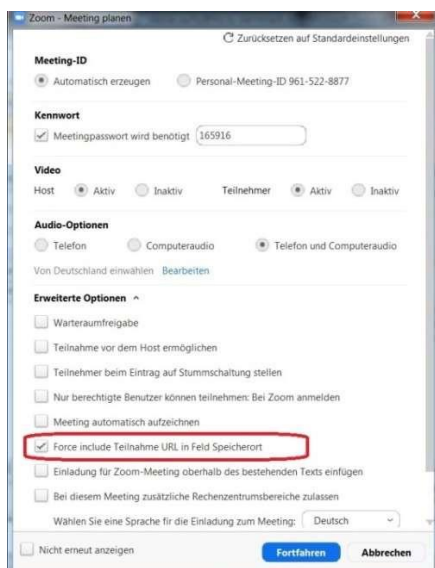 Zoom - Meeting planen
Zurücksetzen auf Standardeinstellungen
Meeting-ID
Automatisch erzeugen Personal-Meeting-ID 961-522-8877
Kennwort
Meetingpasswort wird benötigt 165916
Video
Host Aktiv Inaktiv Teilnehmer Aktiv Inaktiv
Audio-Optionen
Telefon Computeraudio Telefon und Computeraudio
Von Deutschland einwählen Bearbeiten
Erweiterte Optionen
Warteraumfreigabe
Teilnahme vor dem Host ermöglichen
Teilnehmer beim Eintrag auf Stummschaltung stellen
Nur berechtigte Benutzer können teilnehmen: Bei Zoom anmelden
Meeting automatisch aufzeichnen
Force include Teilnahme URL in Feld Speicherort
Einladung für Zoom-Meeting oberhalb des bestehenden Texts einfügen
Bei diesem Meeting zusätzliche Rechenzentrumsbereiche zulassen
Wählen Sie eine Sprache fir die Einladung zum Meeting: Deutsch
Nicht erneut anzeigen Fortfahren Abbrechen